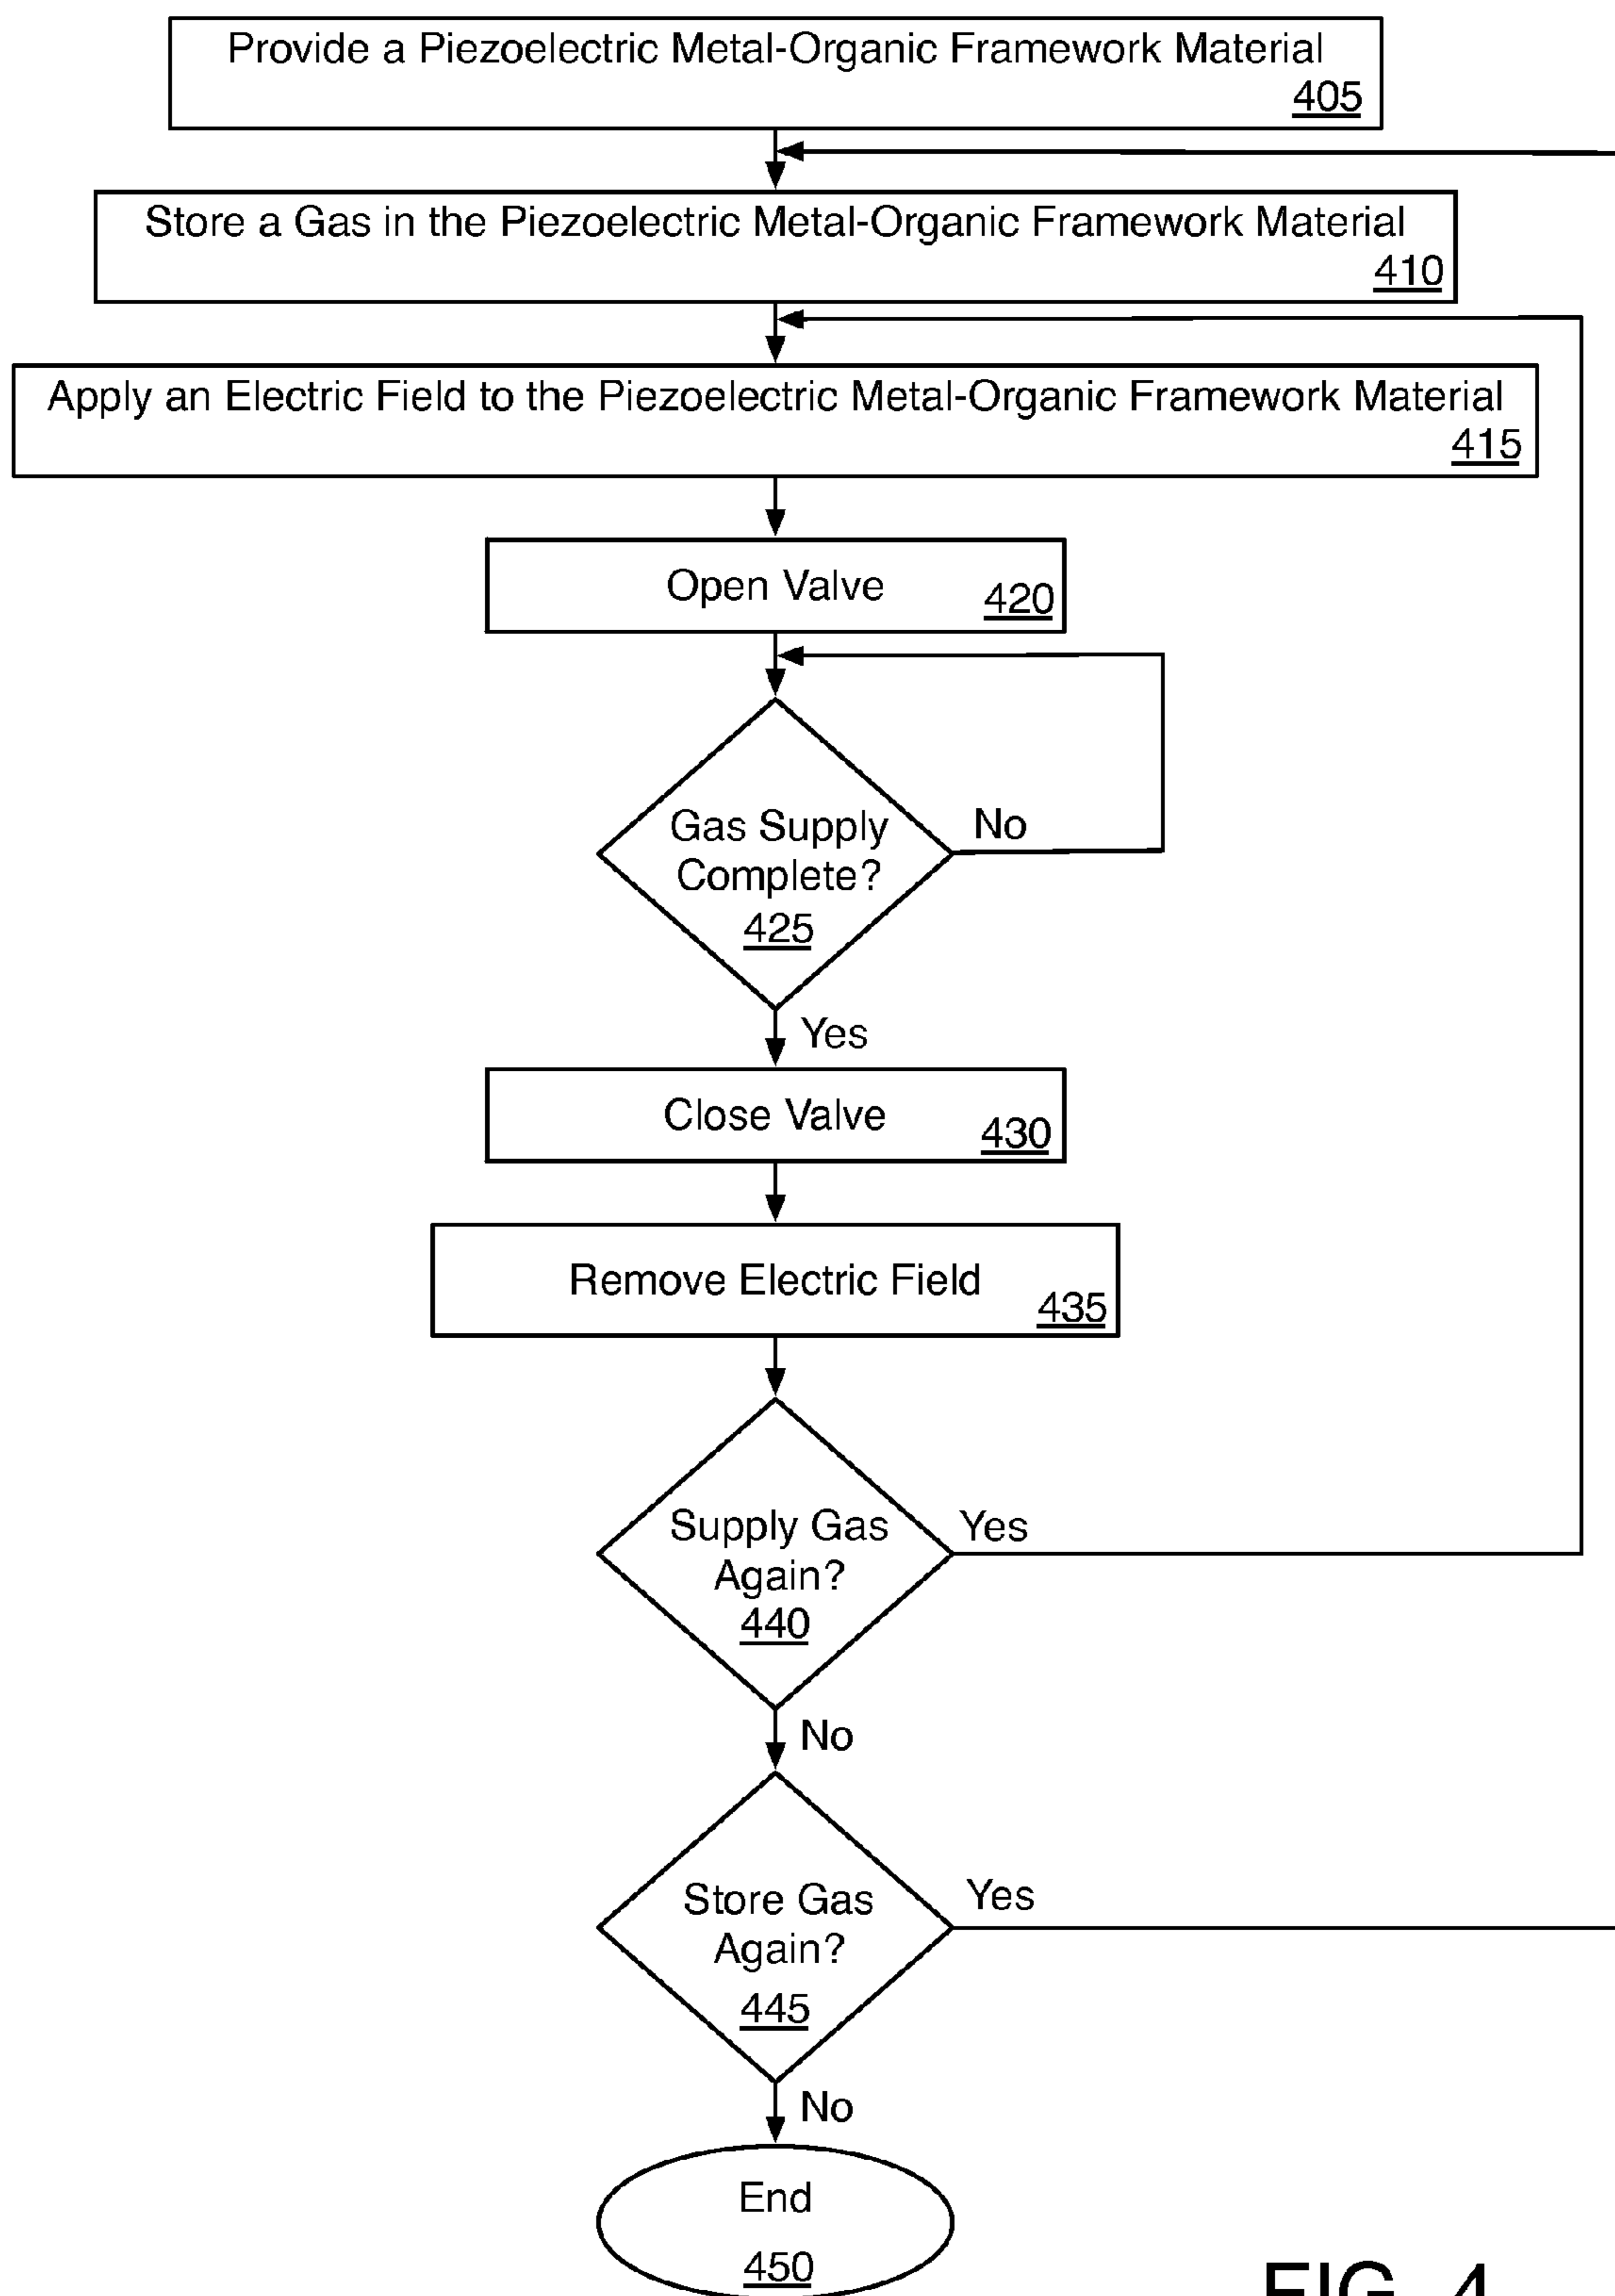 Provide a Piezoelectric Metal-Organic Framework Material
405
Store a Gas in the Piezoelectric Metal-Organic Framework Material
410
Apply an Electric Field to the Piezoelectric Metal-Organic Framework Material
415
Open Valve
420
Gas Supply
Complete?
425
No
Yes
Close Valve
430
Remove Electric Field
435
Supply Gas
Again?
440
Yes
No
Store Gas
Again?
445
Yes
No
End
450
FIG. 4